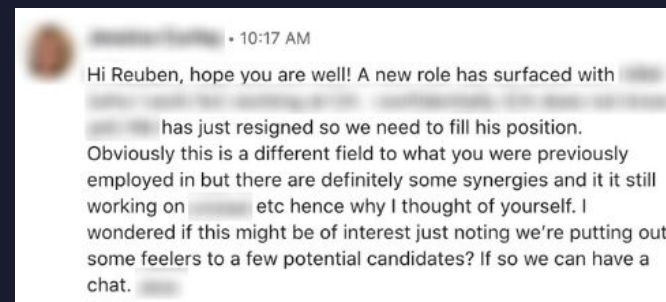 • 10:17 AM
Hi Reuben, hope you are well! A new role has surfaced with
has just resigned so we need to fill his position.
Obviously this is a different field to what you were previously
employed in but there are definitely some synergies and it it still
working on etc hence why I thought of yourself. I
wondered if this might be of interest just noting we're putting out
some feelers to a few potential candidates? If so we can have a
chat.